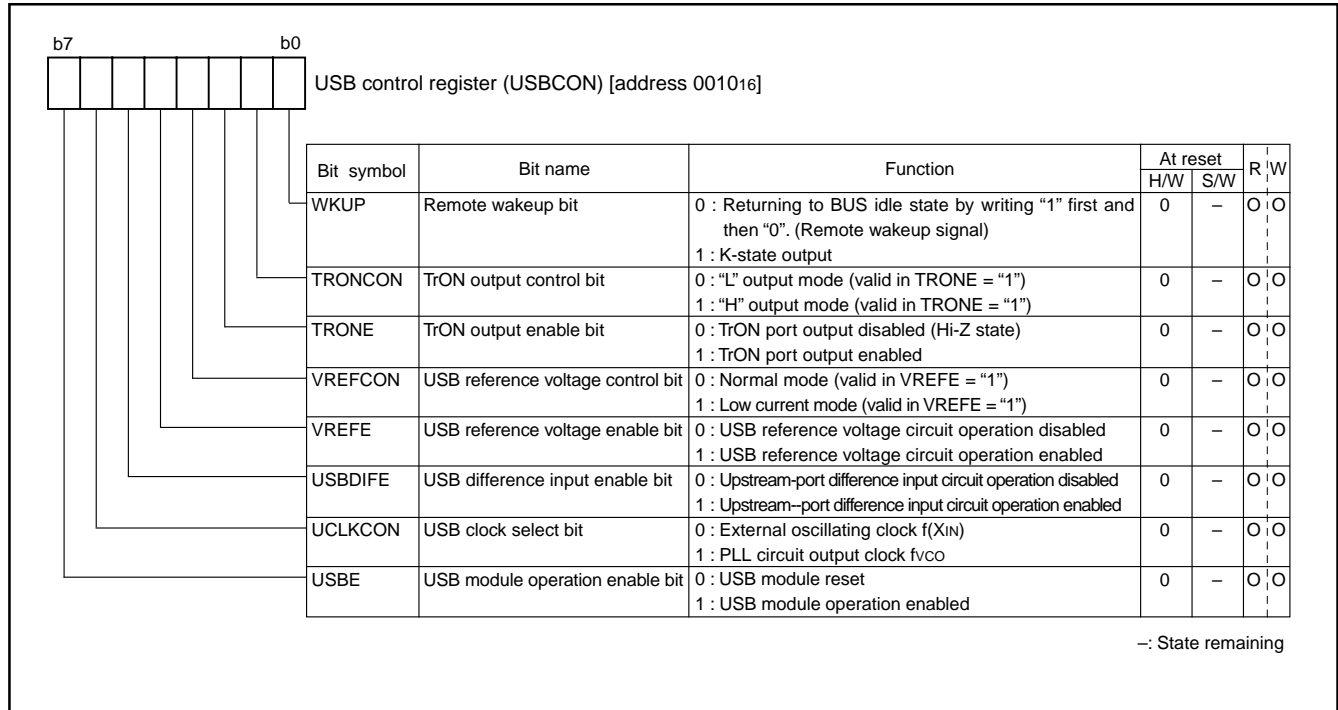 b7 b0
USB control register (USBCON) [address 001016]
Bit symbol Bit name Function At reset R W
H/W S/W
WKUP Remote wakeup bit 0 : Returning to BUS idle state by writing “1” first and 0 – O O
then “0”. (Remote wakeup signal)
1 : K-state output
TRONCON TrON output control bit 0 : “L” output mode (valid in TRONE = “1”) 0 – O O
1 : “H” output mode (valid in TRONE = “1”)
TRONE TrON output enable bit 0 : TrON port output disabled (Hi-Z state) 0 – O O
1 : TrON port output enabled
VREFCON USB reference voltage control bit 0 : Normal mode (valid in VREFE = “1”) 0 – O O
1 : Low current mode (valid in VREFE = “1”)
VREFE USB reference voltage enable bit 0 : USB reference voltage circuit operation disabled 0 – O O
1 : USB reference voltage circuit operation enabled
USBDIFE USB difference input enable bit 0 : Upstream-port difference input circuit operation disabled 0 – O O
1 : Upstream--port difference input circuit operation enabled
UCLKCON USB clock select bit 0 : External oscillating clock f(XIN) 0 – O O
1 : PLL circuit output clock fVCO
USBE USB module operation enable bit 0 : USB module reset 0 – O O
1 : USB module operation enabled
–: State remaining